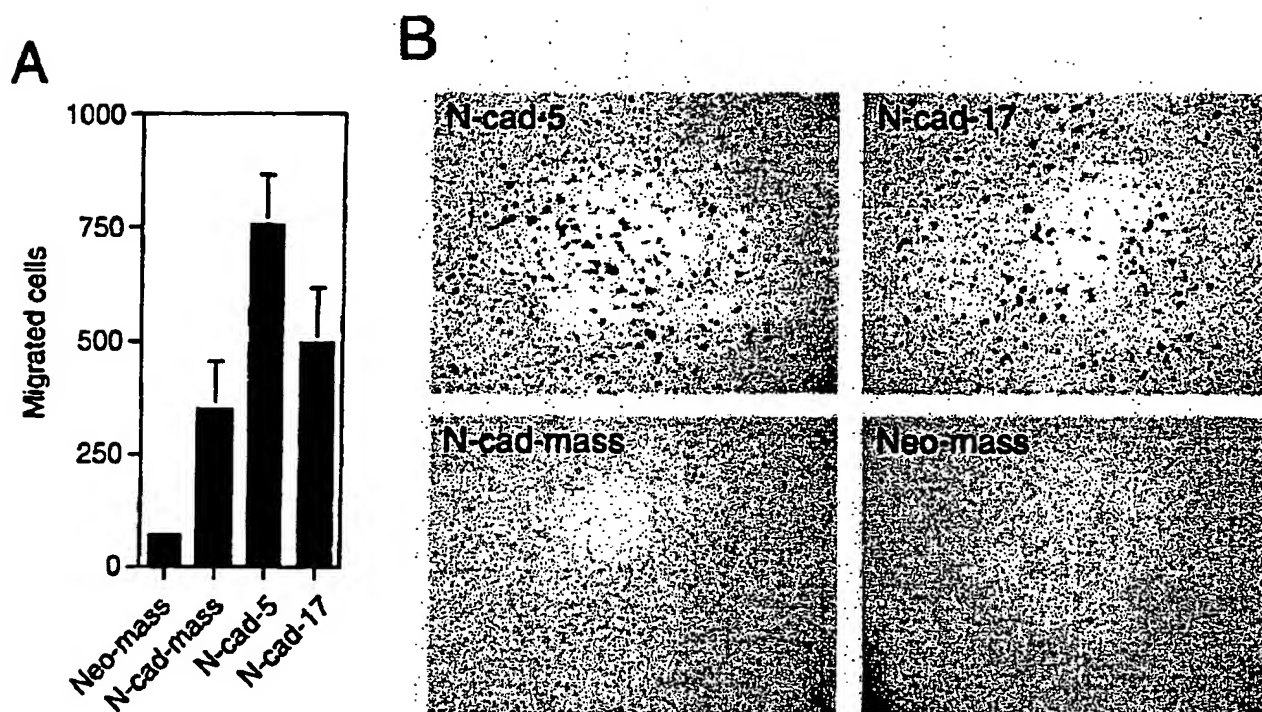 A
B
1000
750
500
250
0
Migrated cells
Neo-mass
N-cad-mass
N-cad-5
N-cad-17
N-cad-5
N-cad-17
N-cad-mass
Neo-mass